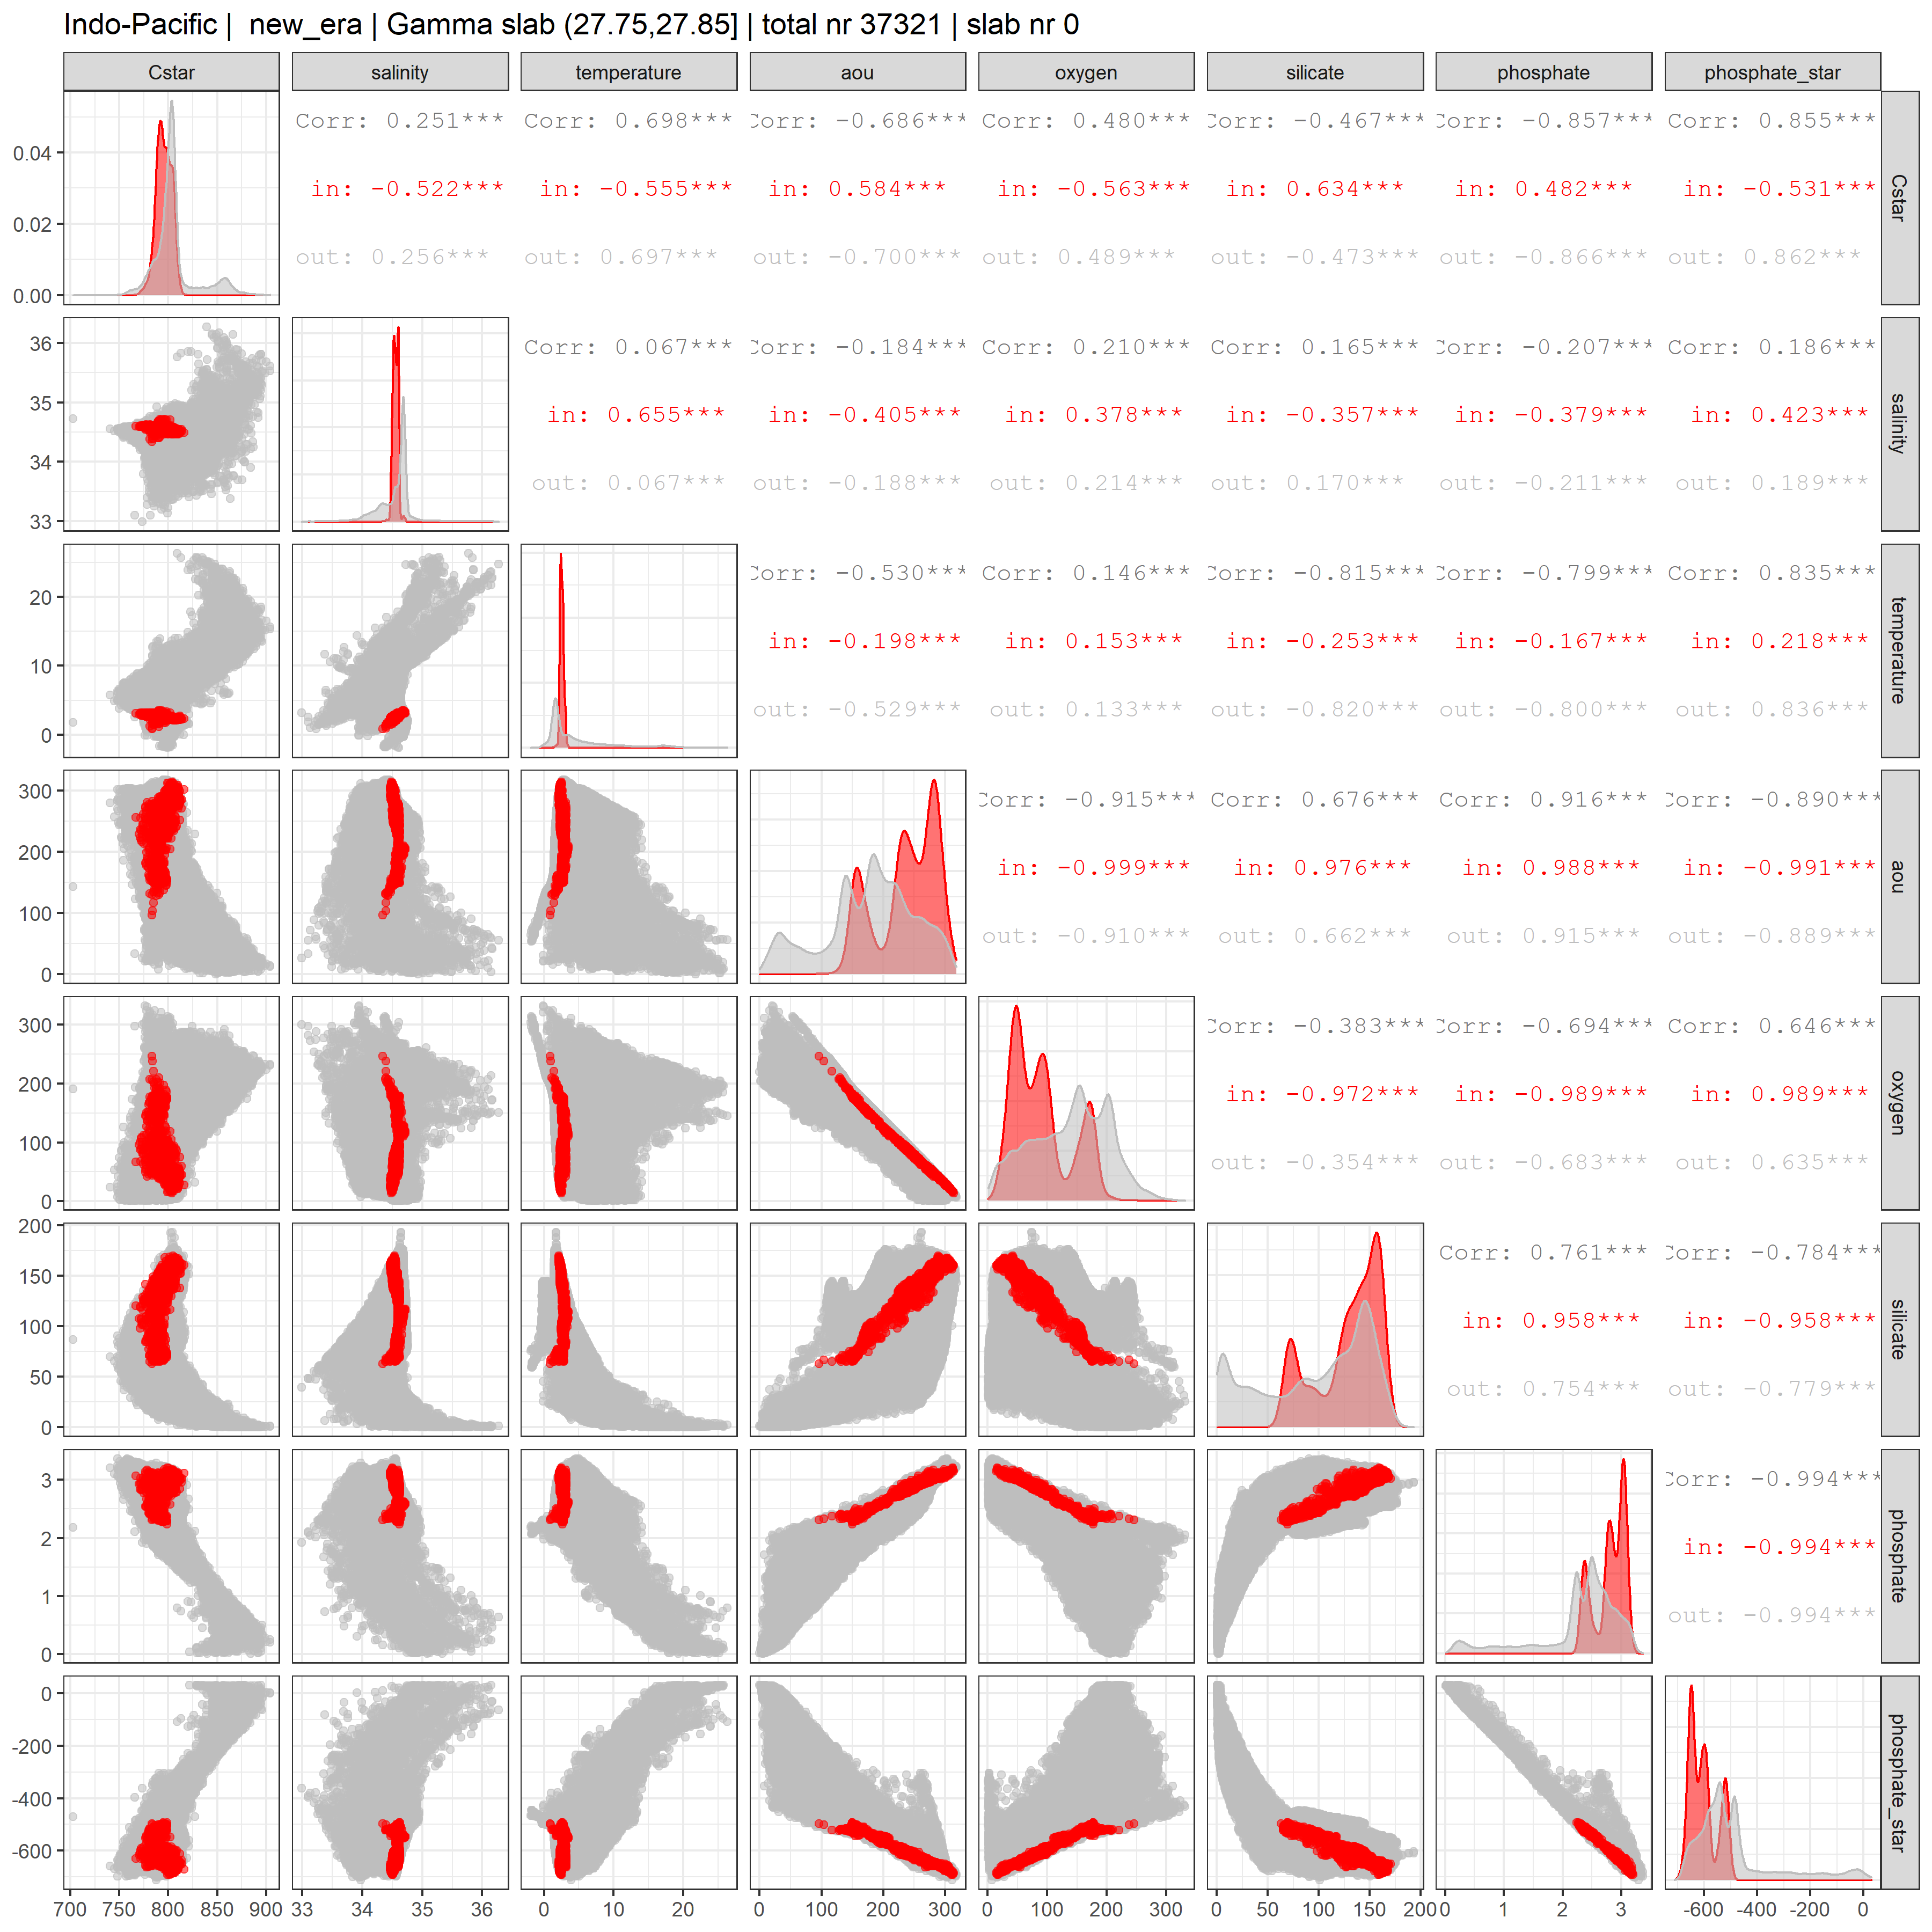 Indo-Pacific |  new_era | Gamma slab (27.75,27.85] | total nr 37321 | slab nr 0
Cstar salinity temperature aou oxygen silicate phosphate phosphate_star
Corr: 0.251*** Corr: 0.698*** Corr: -0.686*** Corr: 0.480*** Corr: -0.467*** Corr: -0.857*** Corr: 0.855***
0.04
in: -0.522*** in: -0.555*** in: 0.584*** in: -0.563*** in: 0.634*** in: 0.482*** in: -0.531***
Cstar
0.02
out: 0.256*** out: 0.697*** out: -0.700*** out: 0.489*** out: -0.473*** out: -0.866*** out: 0.862***
0.00
36
Corr: 0.067*** Corr: -0.184*** Corr: 0.210*** Corr: 0.165*** Corr: -0.207*** Corr: 0.186***
35
in: 0.655*** in: -0.405*** in: 0.378*** in: -0.357*** in: -0.379*** in: 0.423***
salinity
34
out: 0.067*** out: -0.188*** out: 0.214*** out: 0.170*** out: -0.211*** out: 0.189***
33
Corr: -0.530*** Corr: 0.146*** Corr: -0.815*** Corr: -0.799*** Corr: 0.835***
20
in: -0.198*** in: 0.153*** in: -0.253*** in: -0.167*** in: 0.218***
temperature
10
out: -0.529*** out: 0.133*** out: -0.820*** out: -0.800*** out: 0.836***
0
300
Corr: -0.915*** Corr: 0.676*** Corr: 0.916*** Corr: -0.890***
200
in: -0.999*** in: 0.976*** in: 0.988*** in: -0.991***
aou
100
out: -0.910*** out: 0.662*** out: 0.915*** out: -0.889***
0
300
Corr: -0.383*** Corr: -0.694*** Corr: 0.646***
200
in: -0.972*** in: -0.989*** in: 0.989***
oxygen
100
out: -0.354*** out: -0.683*** out: 0.635***
0
200
Corr: 0.761*** Corr: -0.784***
150
in: 0.958*** in: -0.958***
silicate
100
out: 0.754*** out: -0.779***
50
0
3
Corr: -0.994***
2
in: -0.994***
phosphate
1
out: -0.994***
0
0
-200
phosphate_star
-400
-600
700 750 800 850 900 33 34 35 36 0 10 20 0 100 200 300 0 100 200 300 0 50 100 150 200 0 1 2 3 -600 -400 -200 0